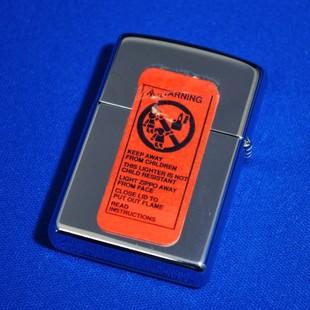 WARNING
KEEP AWAY
FROM CHILDREN
THIS LIGHTER IS NOT
CHILD RESISTANT
LIGHT ZIPPO AWAY
FROM FACE
CLOSE LID TO
PUT OUT FLAME
READ
INSTRUCTIONS